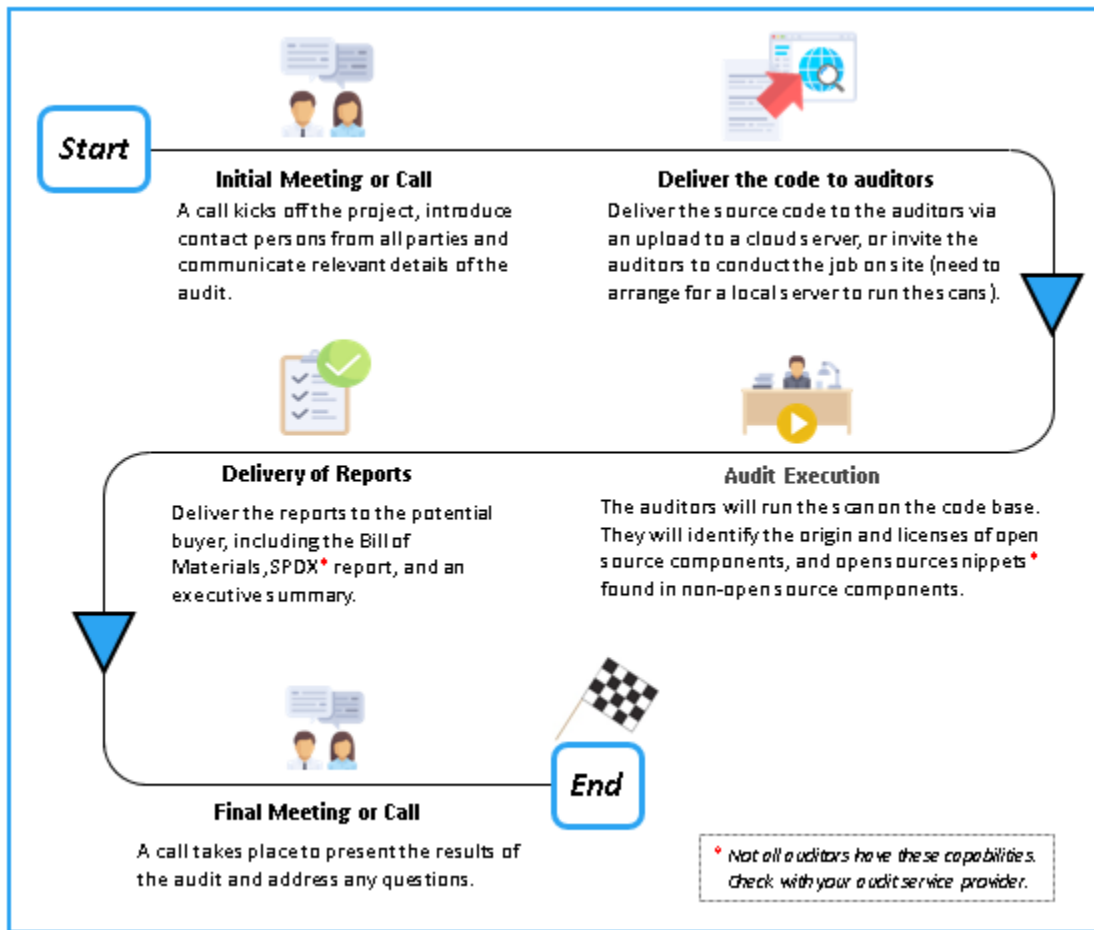 Start
Initial Meeting or Call
A call kicks off the project, introduce
contact persons from all parties and
communicate relevant details of the
audit.
Deliver the code to auditors
Deliver the source code to the auditors via
an upload to a cloud server, or invite the
auditors to conduct the job on site (need to
arrange for a local server to run the scans).
Audit Execution
The auditors will run the scan on the code base.
They will identify the origin and licenses of open
source components, and open source snippets*
found in non-open source components.
Delivery of Reports
Deliver the reports to the potential
buyer, including the Bill of
Materials, SPDX* report, and an
executive summary.
Final Meeting or Call
A call takes place to present the results of
the audit and address any questions.
End
* Not all auditors have these capabilities.
Check with your audit service provider.